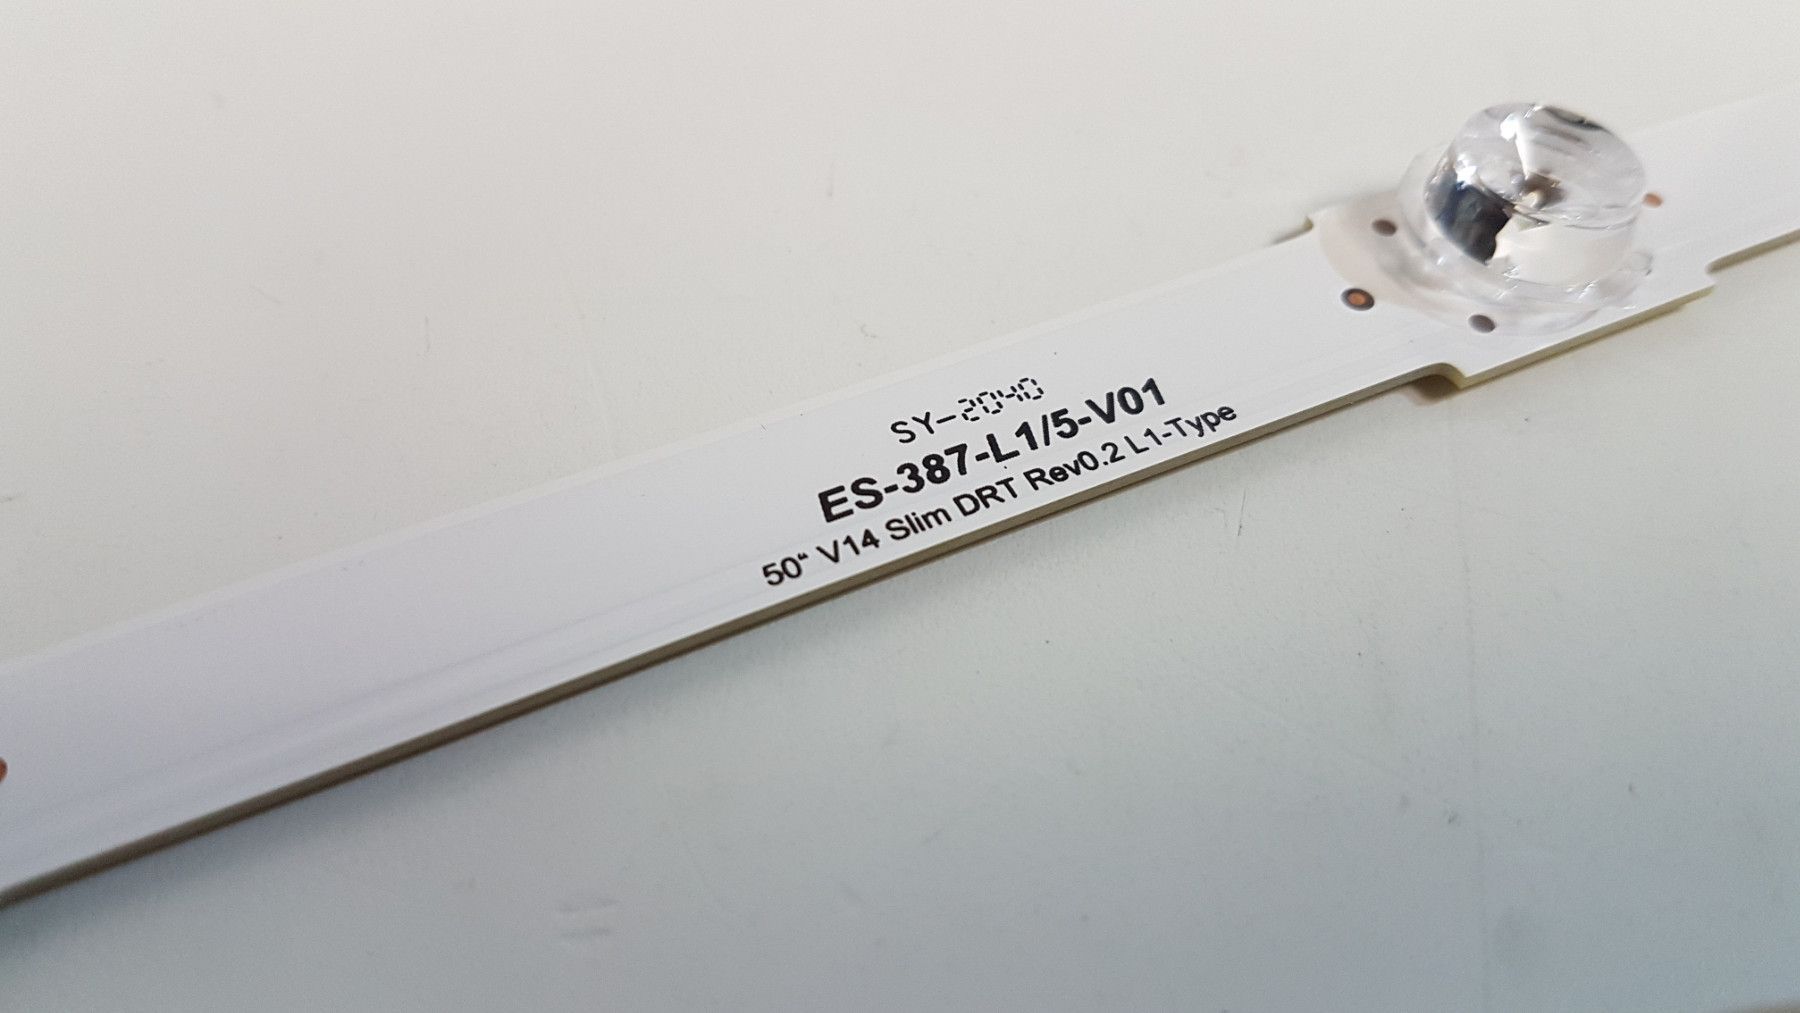 SY-2040
ES-387-L1/5-V01
50“ V14 Slim DRT Rev0.2 L1-Type